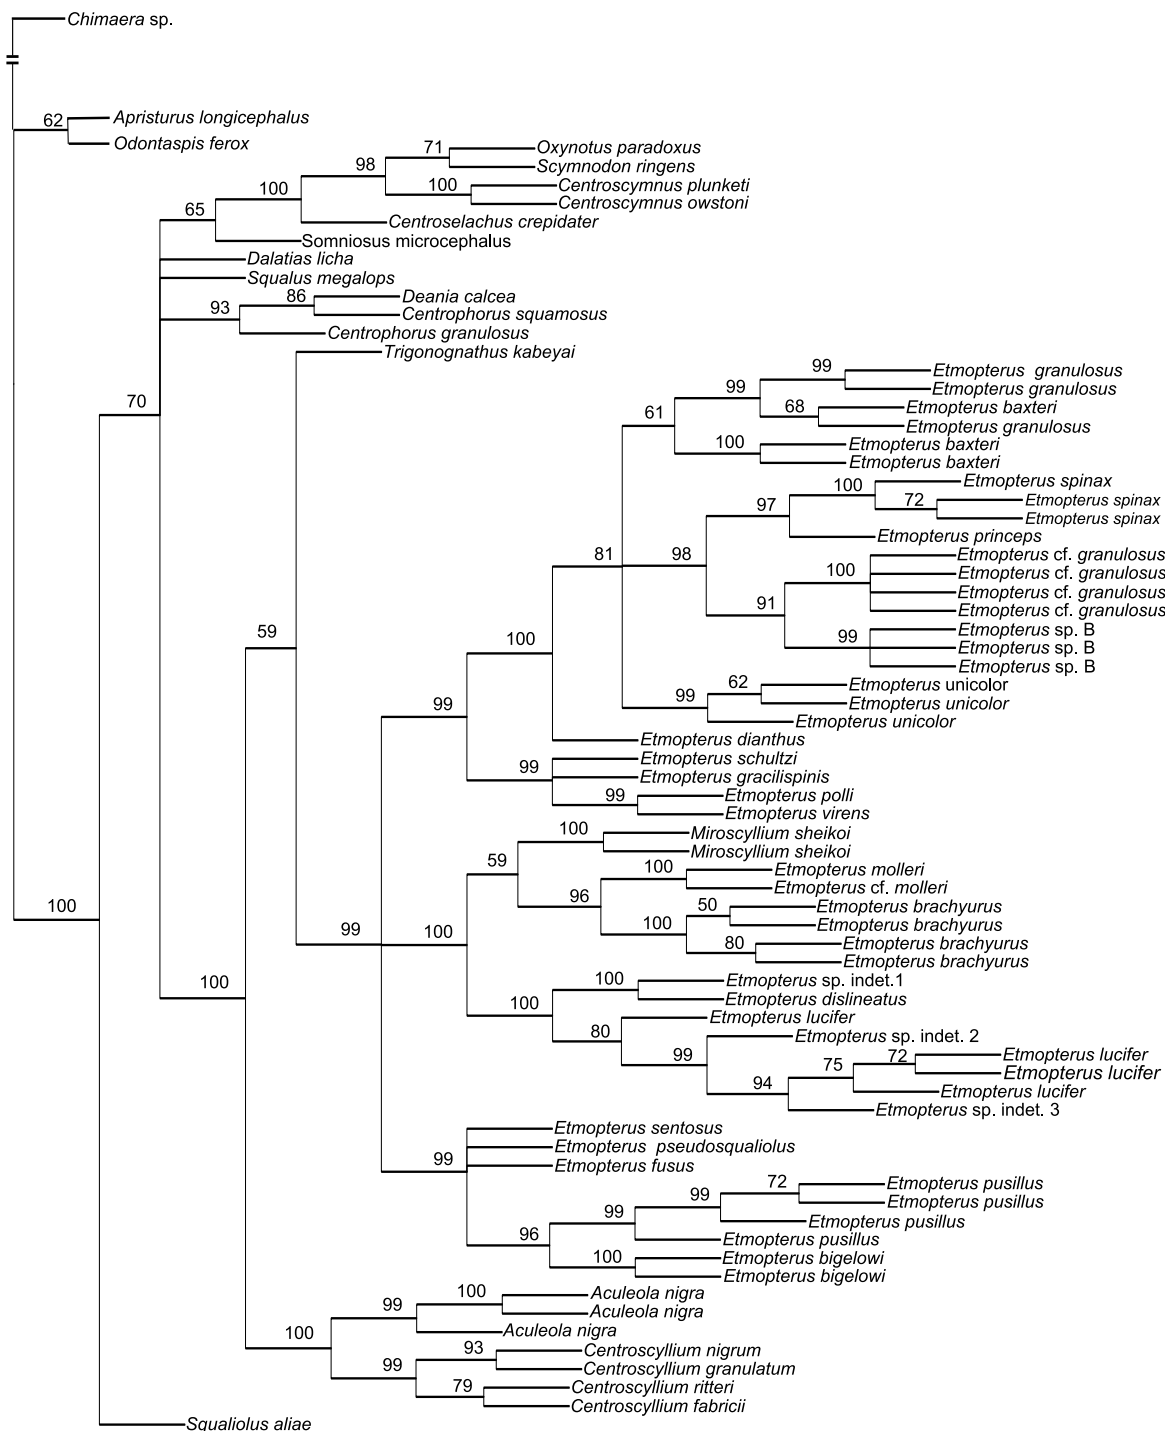 Chimaera sp.
62
Apristurus longicephalus
Odontaspis ferox
71
Oxynotus paradoxus
98
Scymnodon ringens
100
100
Centroscymnus plunketi
65
Centroscymnus owstoni
Centroselachus crepidater
Somniosus microcephalus
Dalatias licha
Squalus megalops
93
86
Deania calcea
Centrophorus squamosus
Centrophorus granulosus
Trigonognathus kabeyai
70
99
Etmopterus granulosus
99
Etmopterus granulosus
61
68
Etmopterus baxteri
Etmopterus granulosus
100
Etmopterus baxteri
Etmopterus baxteri
100
Etmopterus spinax
97
72
Etmopterus spinax
Etmopterus spinax
Etmopterus princeps
81
98
Etmopterus cf. granulosus
100
Etmopterus cf. granulosus
Etmopterus cf. granulosus
91
Etmopterus cf. granulosus
99
Etmopterus sp. B
Etmopterus sp. B
Etmopterus sp. B
59
100
62
Etmopterus unicolor
99
Etmopterus unicolor
Etmopterus unicolor
99
Etmopterus dianthus
99
Etmopterus schultzi
Etmopterus gracilispinis
99
Etmopterus polli
Etmopterus virens
100
Miroscyllium sheikoi
59
Miroscyllium sheikoi
100
Etmopterus molleri
96
Etmopterus cf. molleri
50
Etmopterus brachyurus
100
99
100
Etmopterus brachyurus
100
80
Etmopterus brachyurus
Etmopterus brachyurus
100
100
Etmopterus sp. indet.1
100
Etmopterus dislineatus
80
Etmopterus lucifer
99
Etmopterus sp. indet. 2
75
72
Etmopterus lucifer
94
Etmopterus lucifer
Etmopterus lucifer
Etmopterus sp. indet. 3
Etmopterus sentosus
Etmopterus pseudosqualiolus
99
Etmopterus fusus
72
Etmopterus pusillus
99
Etmopterus pusillus
99
Etmopterus pusillus
96
Etmopterus pusillus
100
Etmopterus bigelowi
Etmopterus bigelowi
100
Aculeola nigra
99
Aculeola nigra
100
Aculeola nigra
93
Centroscyllium nigrum
99
Centroscyllium granulatum
79
Centroscyllium ritteri
Centroscyllium fabricii
Squaliolus aliae